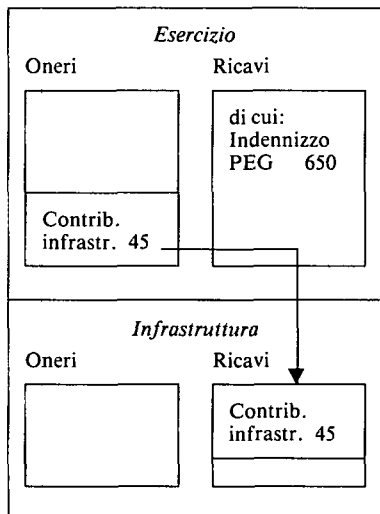 Esercizio
Oneri
Ricavi
di cui:
Indennizzo
PEG 650
Contrib.
infrastr. 45
Infrastruttura
Oneri
Ricavi
Contrib.
infrastr. 45